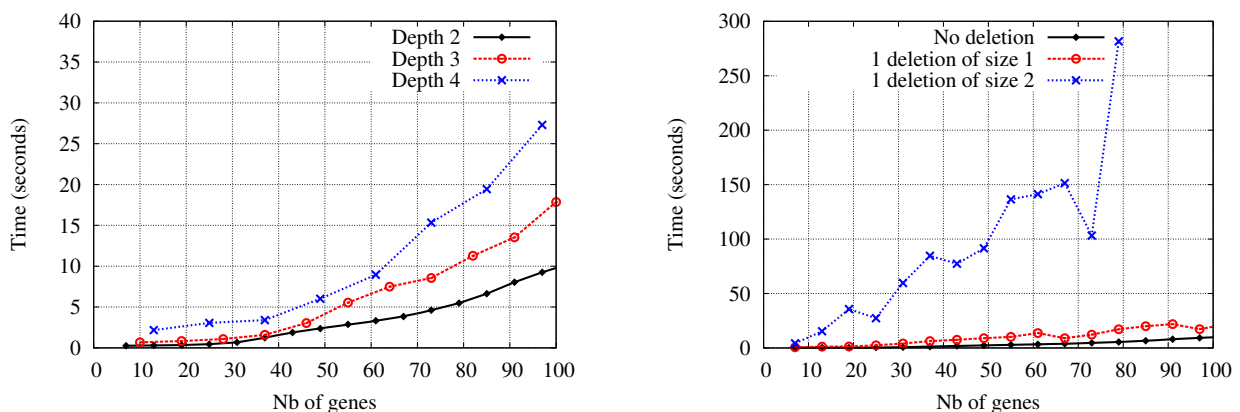 40
35
30
25
20
15
10
5
0
Time (seconds)
Depth 2
Depth 3
Depth 4
0 10 20 30 40 50 60 70 80 90 100
Nb of genes
300
250
200
150
100
50
0
Time (seconds)
No deletion
1 deletion of size 1
1 deletion of size 2
0 10 20 30 40 50 60 70 80 90 100
Nb of genes